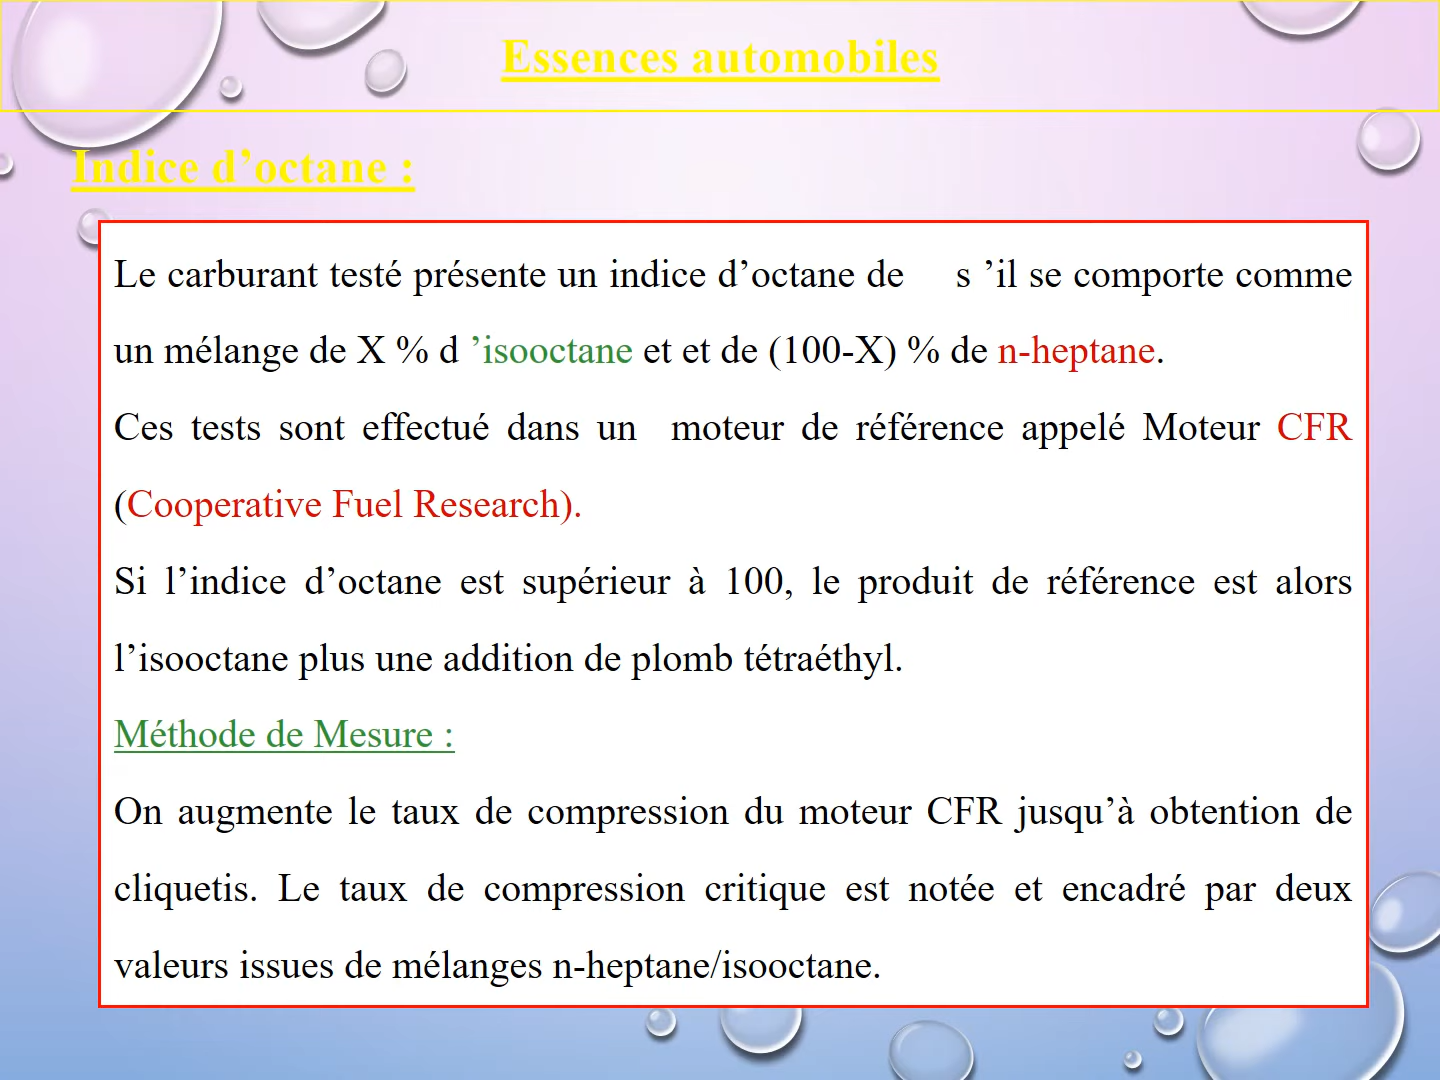 Essences automobiles
Indice d’octane :
Le carburant testé présente un indice d’octane de s ’il se comporte comme
un mélange de X % d ’isooctane et et de (100-X) % de n-heptane.
Ces tests sont effectué dans un moteur de référence appelé Moteur CFR
(Cooperative Fuel Research).
Si l’indice d’octane est supérieur à 100, le produit de référence est alors
l’isooctane plus une addition de plomb tétraéthyl.
Méthode de Mesure :
On augmente le taux de compression du moteur CFR jusqu’à obtention de
cliquetis. Le taux de compression critique est notée et encadré par deux
valeurs issues de mélanges n-heptane/isooctane.